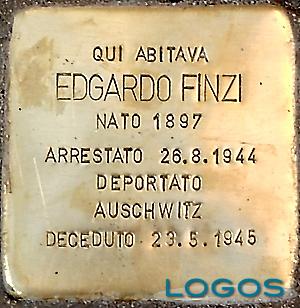 QUI ABITAVA
EDGARDO FINZI
NATO 1897
ARRESTATO 26.8.1944
DEPORTATO
AUSCHWITZ
DECEDUTO 23.5.1945
LOGOS